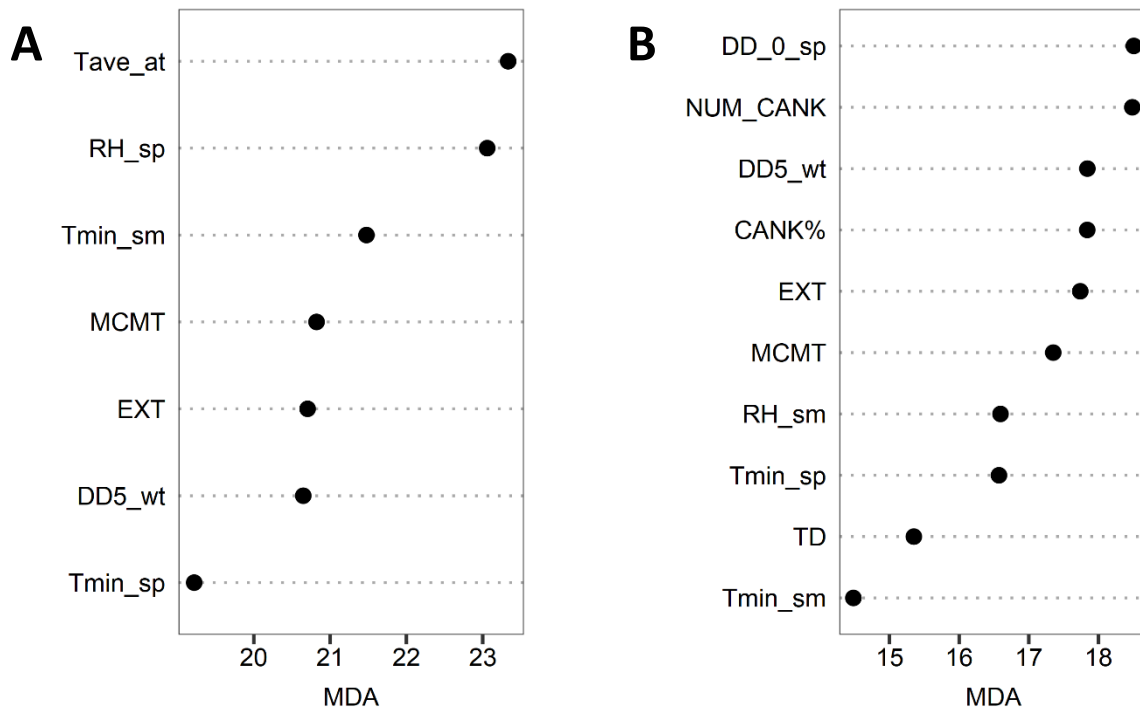 A
Tave_at
RH_sp
Tmin_sm
MCMT
EXT
DD5_wt
Tmin_sp
20 21 22 23
MDA
B
DD_0_sp
NUM_CANK
DD5_wt
CANK%
EXT
MCMT
RH_sm
Tmin_sp
TD
Tmin_sm
15 16 17 18
MDA